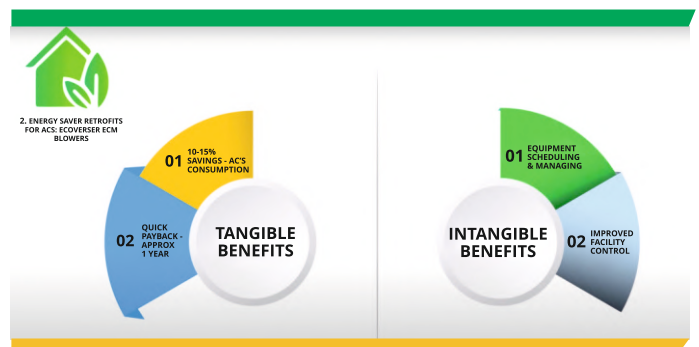 2. ENERGY SAVER RETROFITS
FOR ACS: ECOVERSER ECM
BLOWERS
01
10-15%
SAVINGS - AC'S
CONSUMPTION
02
QUICK
PAYBACK -
APPROX
1 YEAR
TANGIBLE
BENEFITS
INTANGIBLE
BENEFITS
01
EQUIPMENT
SCHEDULING
& MANAGING
02
IMPROVED
FACILITY
CONTROL